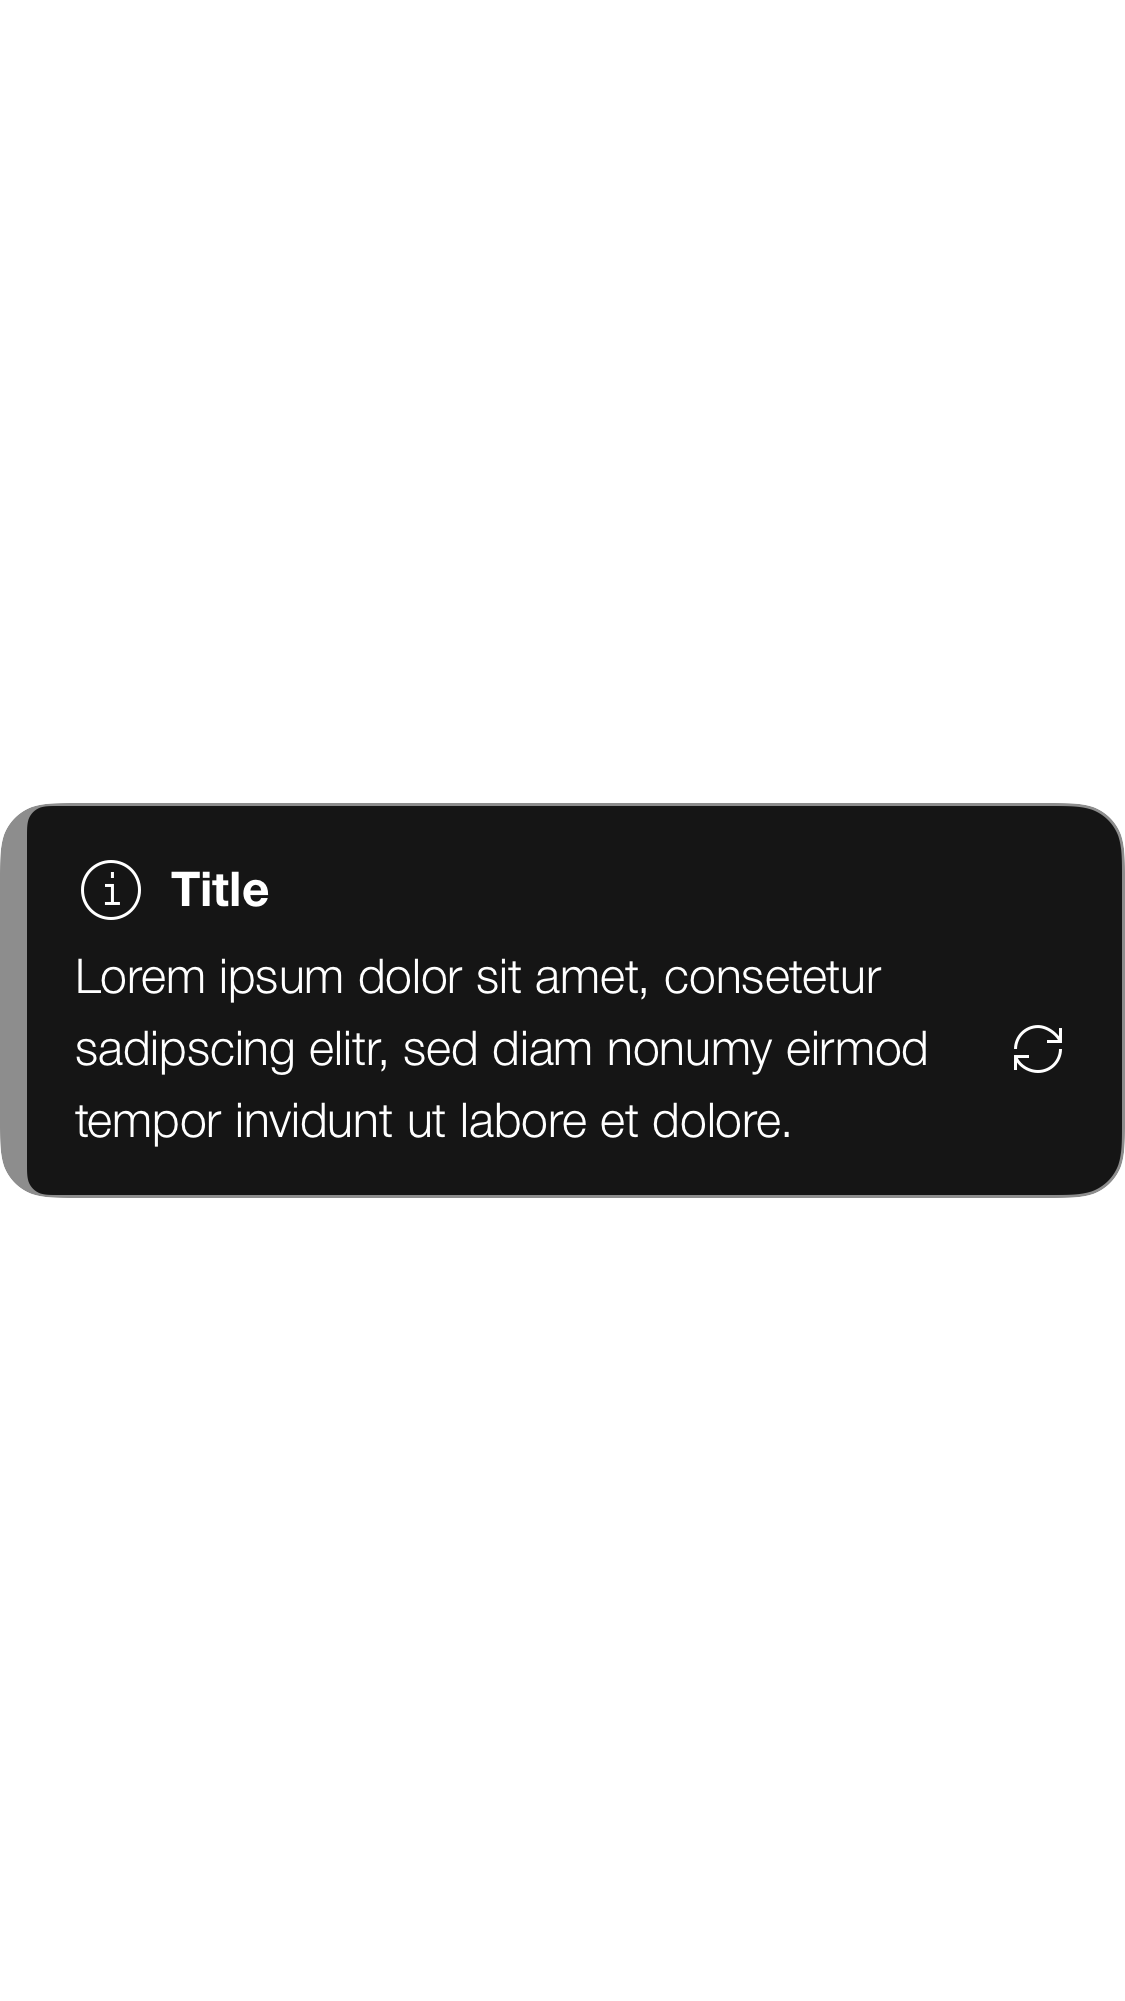 Title
Lorem ipsum dolor sit amet, consetetur
sadipscing elitr, sed diam nonumy eirmod
tempor invidunt ut labore et dolore.